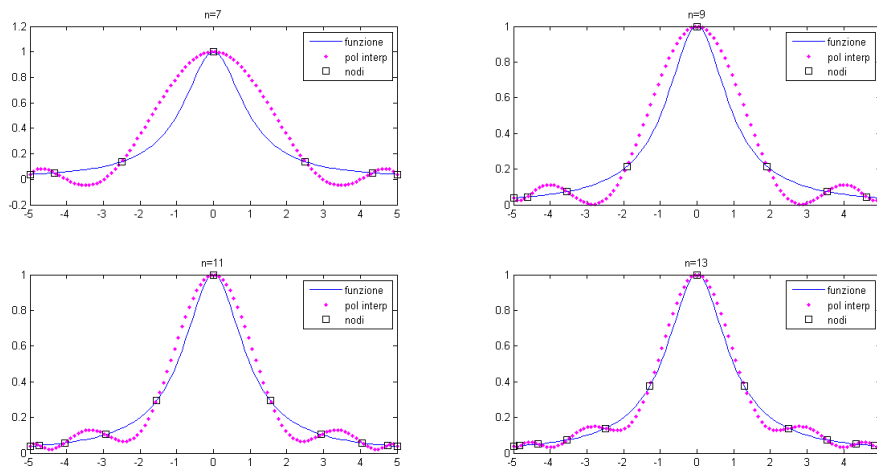 n=7
1.2
1
0.8
0.6
0.4
0.2
0
-0.2
-5 -4 -3 -2 -1 0 1 2 3 4 5
funzione
pol interp
nodi
n=9
1
0.8
0.6
0.4
0.2
0
-5 -4 -3 -2 -1 0 1 2 3 4
funzione
pol interp
nodi
n=11
1
0.8
0.6
0.4
0.2
0
-5 -4 -3 -2 -1 0 1 2 3 4 5
funzione
pol interp
nodi
n=13
1
0.8
0.6
0.4
0.2
0
-5 -4 -3 -2 -1 0 1 2 3 4
funzione
pol interp
nodi